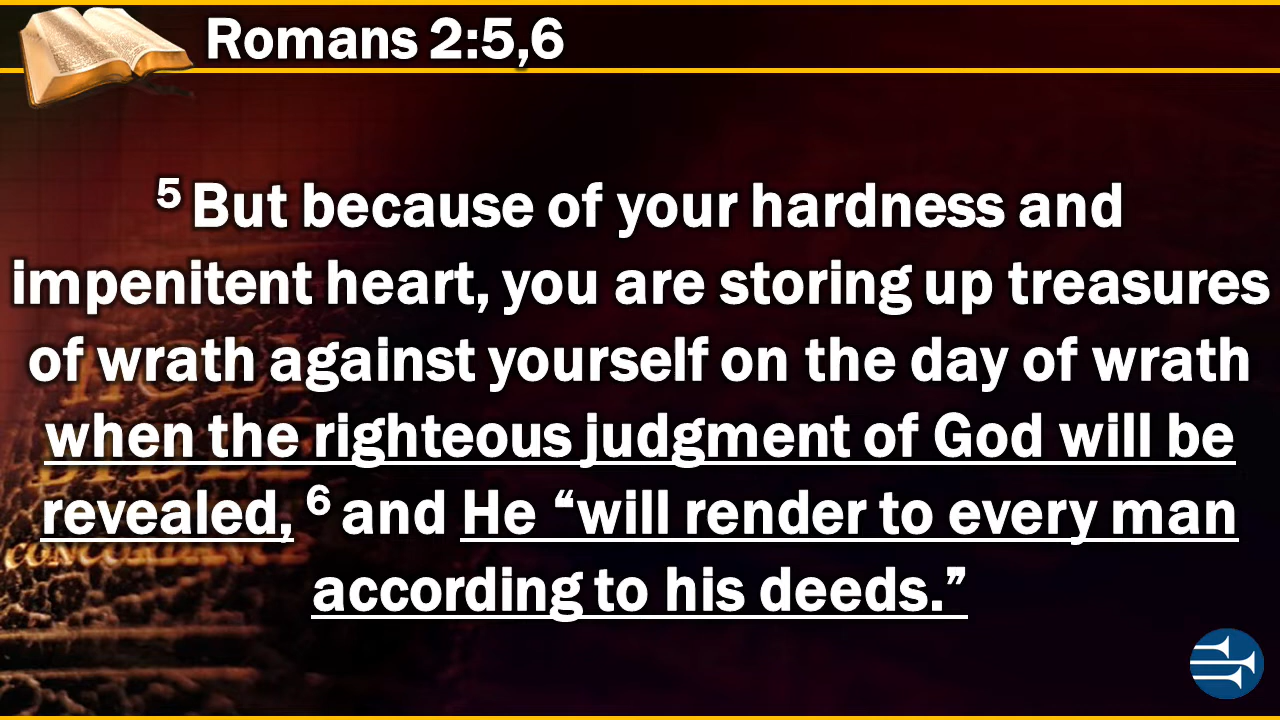 Romans 2:5,6
5 But because of your hardness and
impenitent heart, you are storing up treasures
of wrath against yourself on the day of wrath
when the righteous judgment of God will be
revealed, 6 and He “will render to every man
according to his deeds.”
CONCORDANCE